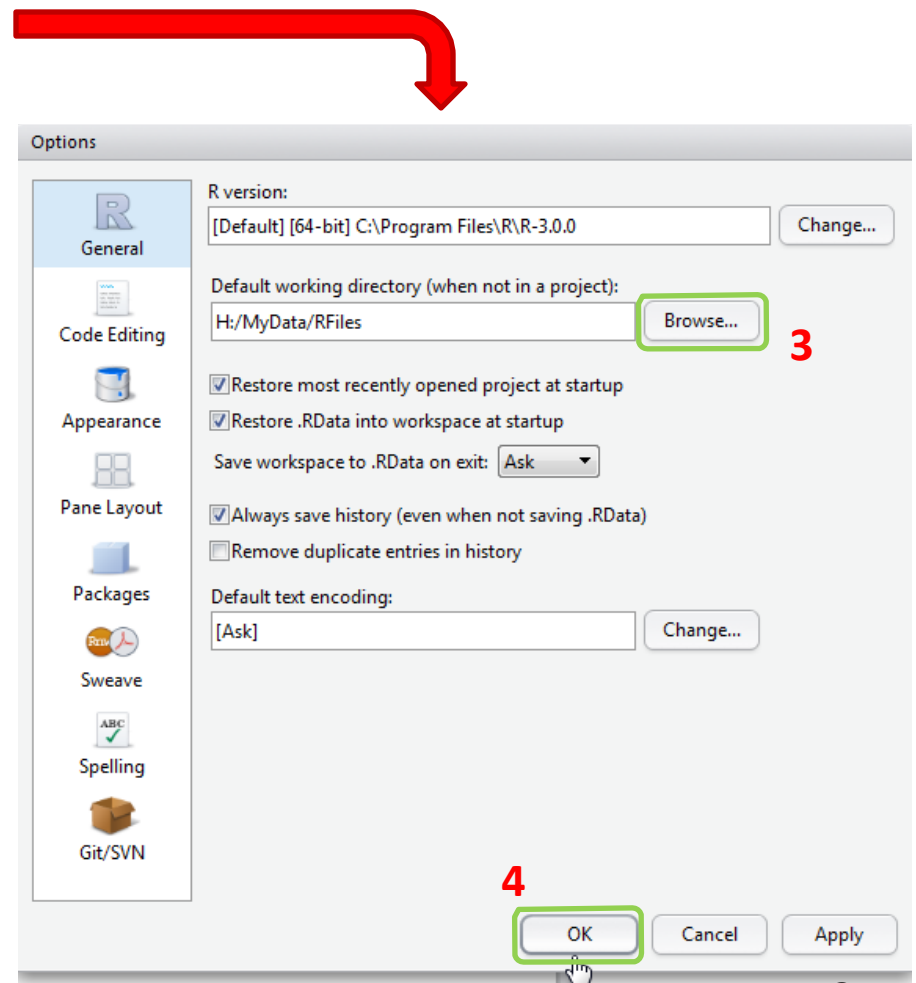 Options
R version:
[Default] [64-bit] C:\Program Files\R\R-3.0.0
Change...
General
Default working directory (when not in a project):
H:/MyData/RFiles
Browse...
3
Code Editing
Restore most recently opened project at startup
Appearance
Restore .RData into workspace at startup
Save workspace to .RData on exit: Ask
Pane Layout
Always save history (even when not saving .RData)
Remove duplicate entries in history
Packages
Default text encoding:
[Ask]
Change...
Rnw
Sweave
ABC
Spelling
Git/SVN
4
OK
Cancel
Apply